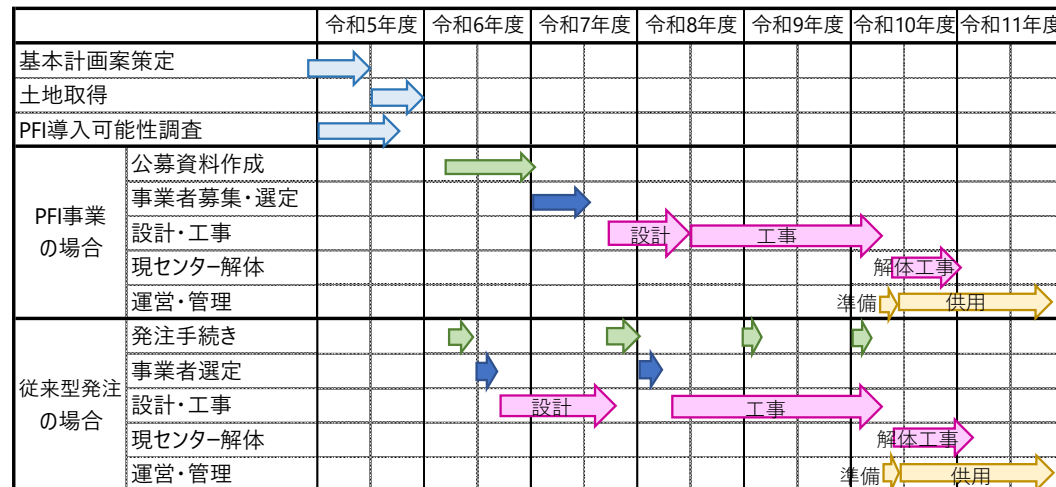 令和5年度 令和6年度 令和7年度 令和8年度 令和9年度 令和10年度 令和11年度
基本計画案策定
土地取得
PFI導入可能性調査
PFI事業
の場合
公募資料作成
事業者募集・選定
設計・工事 設計 工事
現センター解体 解体工事
運営・管理 準備 供用
従来型発注
の場合
発注手続き
事業者選定
設計・工事 設計 工事
現センター解体 解体工事
運営・管理 準備 供用